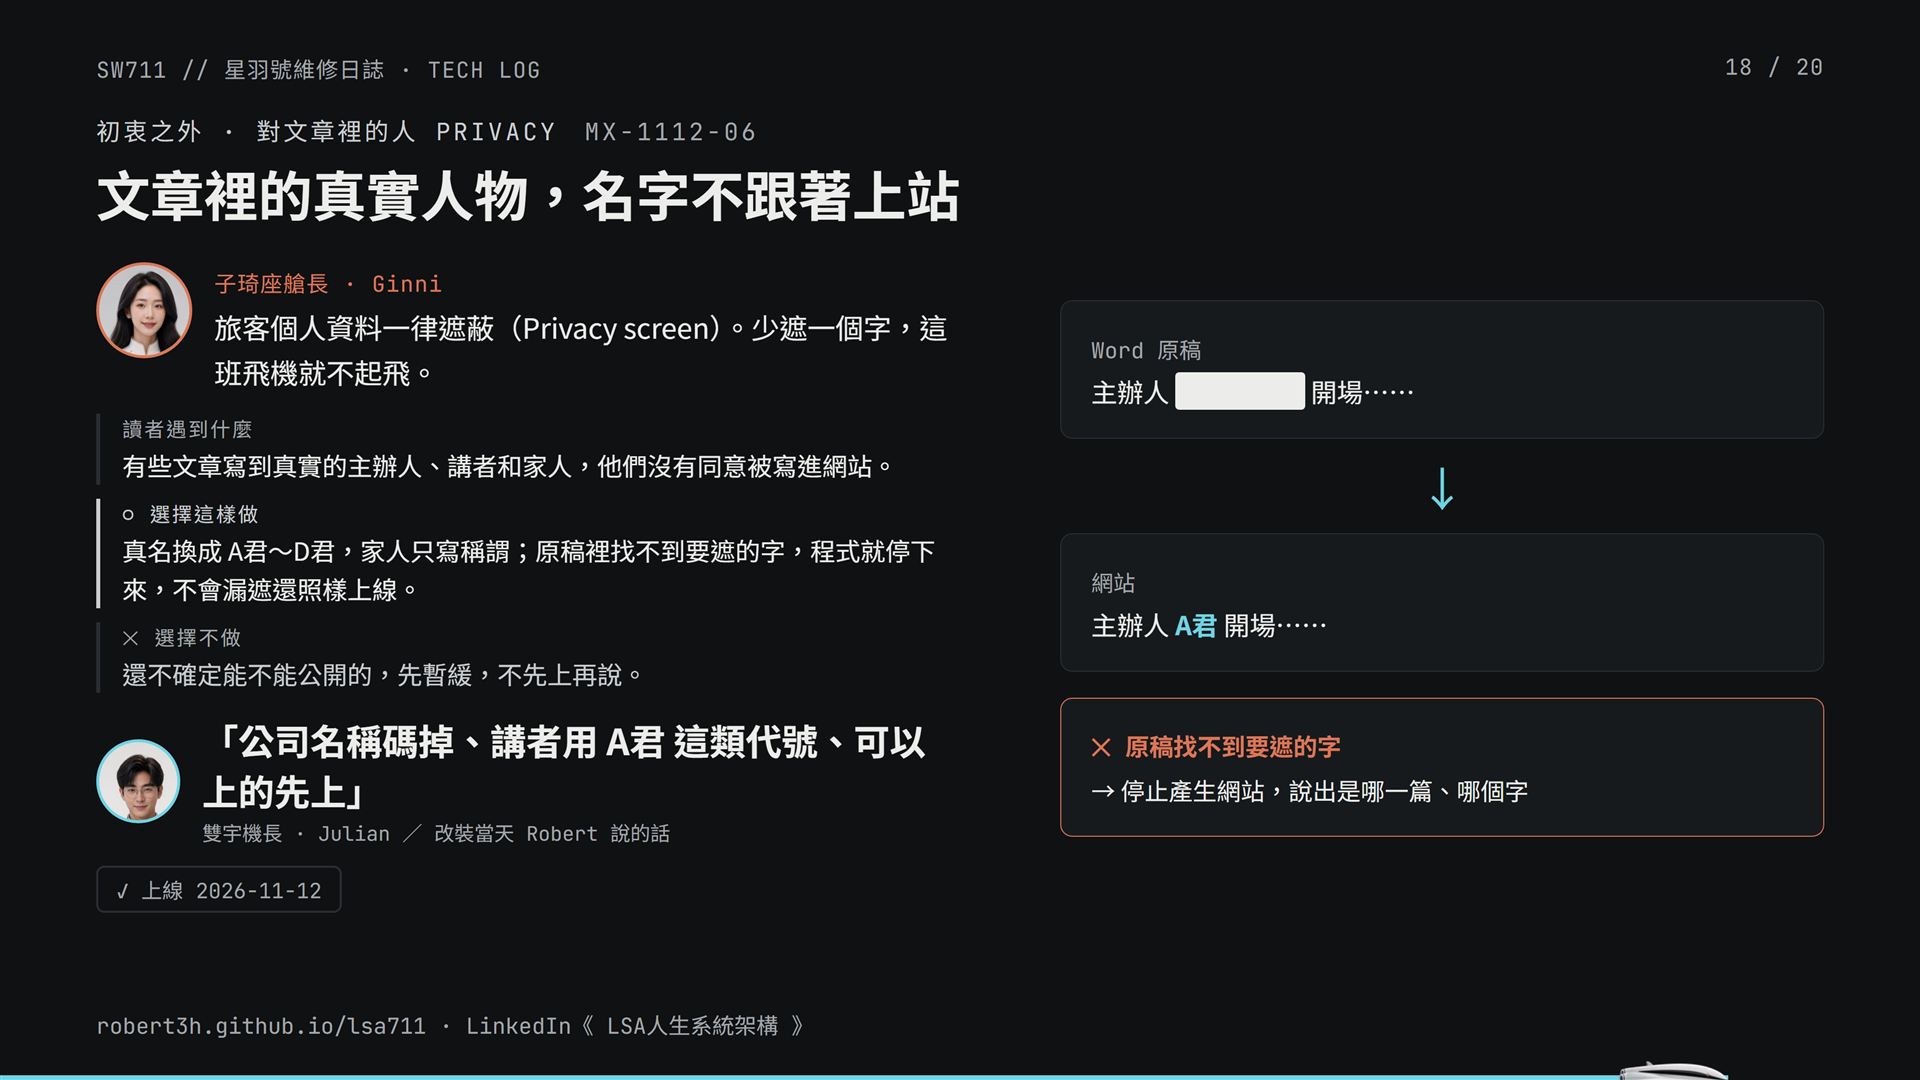 SW711 // 星羽號維修日誌 · TECH LOG
18 / 20
初衷之外 · 對文章裡的人 PRIVACY MX-1112-06
文章裡的真實人物，名字不跟著上站
子琦座艙長 · Ginni
旅客個人資料一律遮蔽（Privacy screen）。少遮一個字，這
班飛機就不起飛。
讀者遇到什麼
有些文章寫到真實的主辦人、講者和家人，他們沒有同意被寫進網站。
○ 選擇這樣做
真名換成 A君～D君，家人只寫稱謂；原稿裡找不到要遮的字，程式就停下
來，不會漏遮還照樣上線。
× 選擇不做
還不確定能不能公開的，先暫緩，不先上再說。
「公司名稱碼掉、講者用 A君 這類代號、可以
上的先上」
雙宇機長 · Julian ／ 改裝當天 Robert 說的話
✓ 上線 2026-11-12
Word 原稿
主辦人 開場⋯⋯
↓
網站
主辦人 A君 開場⋯⋯
× 原稿找不到要遮的字
→ 停止產生網站，說出是哪一篇、哪個字
robert3h.github.io/lsa711 · LinkedIn《 LSA人生系統架構 》